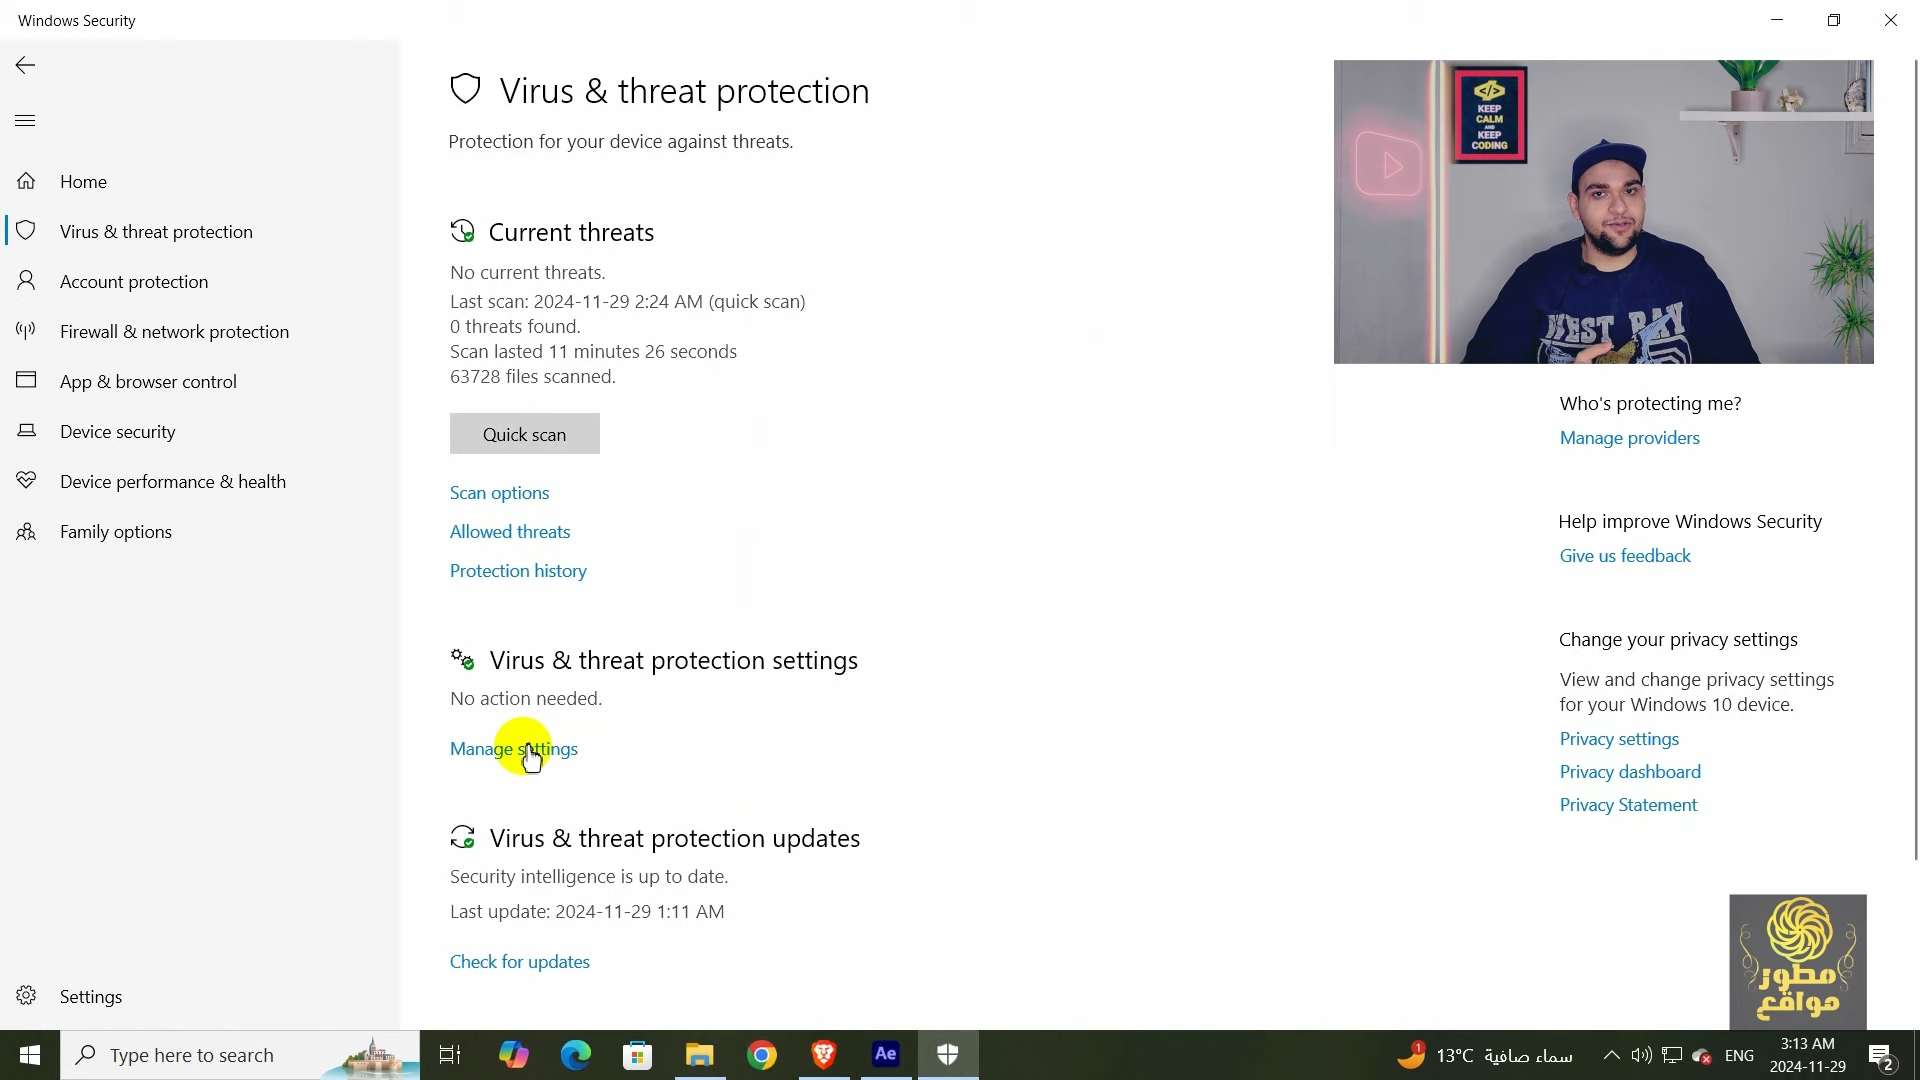 Windows Security
Home
Virus & threat protection
Account protection
Firewall & network protection
App & browser control
Device security
Device performance & health
Family options
Settings
Virus & threat protection
Protection for your device against threats.
Current threats
No current threats.
Last scan: 2024-11-29 2:24 AM (quick scan)
0 threats found.
Scan lasted 11 minutes 26 seconds
63728 files scanned.
Quick scan
Scan options
Allowed threats
Protection history
Virus & threat protection settings
No action needed.
Manage settings
Virus & threat protection updates
Security intelligence is up to date.
Last update: 2024-11-29 1:11 AM
Check for updates
KEEP
CALM
AND
KEEP
CODING
WEST BAY
Who's protecting me?
Manage providers
Help improve Windows Security
Give us feedback
Change your privacy settings
View and change privacy settings
for your Windows 10 device.
Privacy settings
Privacy dashboard
Privacy Statement
مطور
مواقع
Type here to search
Ae
1
13°C سماء صافية
ENG
3:13 AM
2024-11-29
2